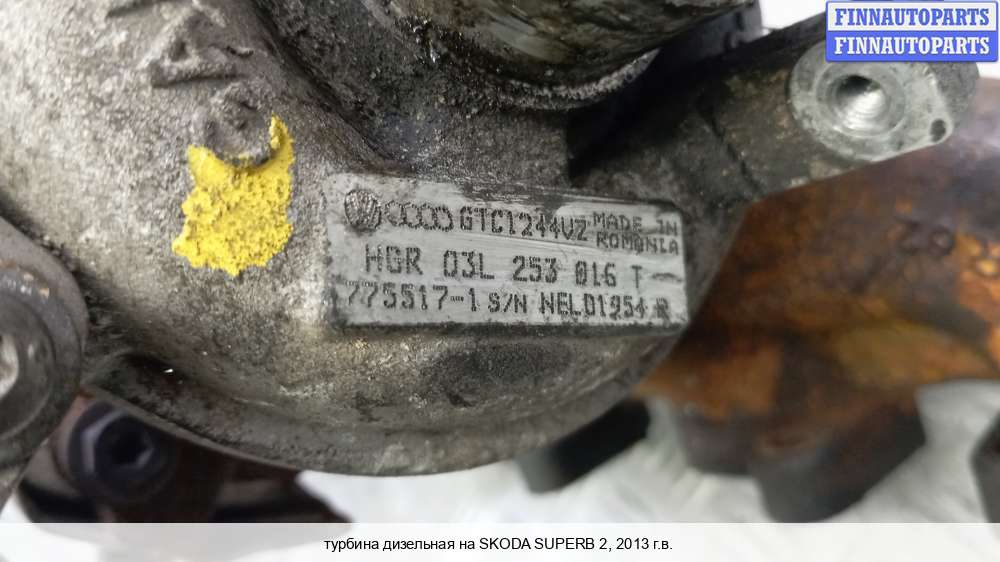 FINNAUTOPARTS
FINNAUTOPARTS
GTC1244VZ MADE IN ROMANIA
HGR 03L 253 016 T
775517-1 S/N NEL01954 R
турбина дизельная на SKODA SUPERB 2, 2013 г.в.